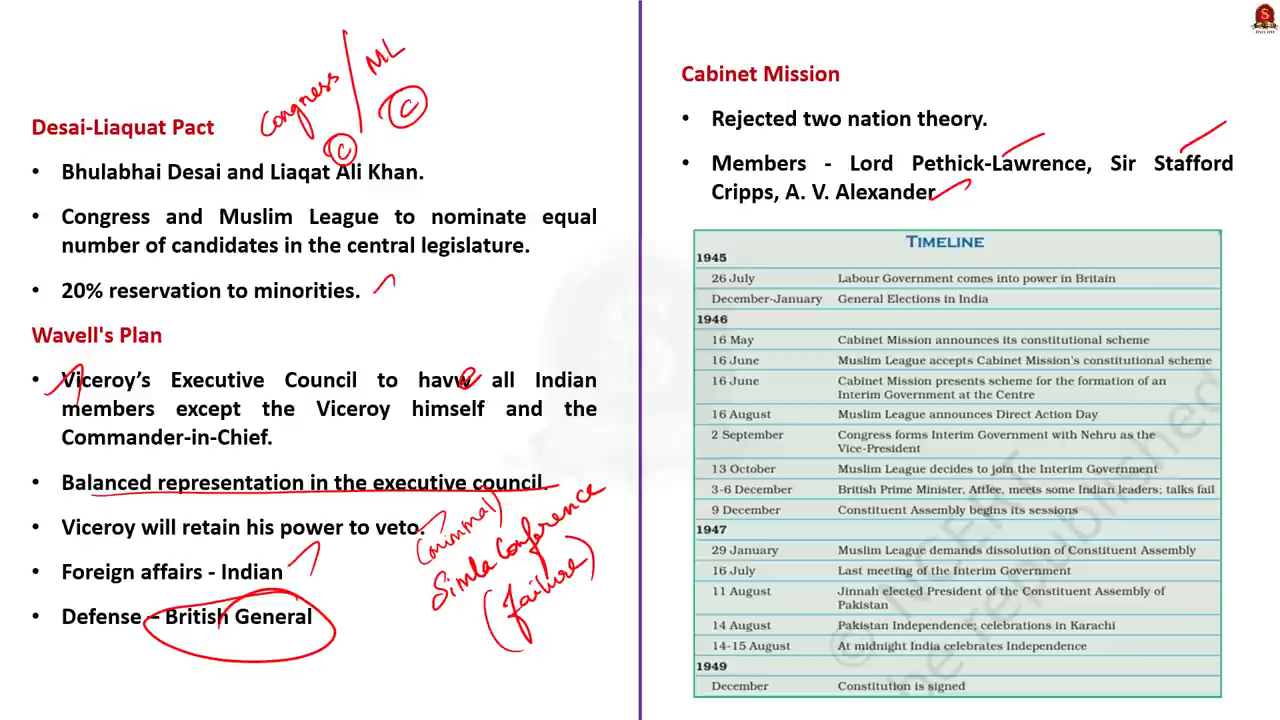 Congress
ML
C
C
Desai-Liaquat Pact
• Bhulabhai Desai and Liaqat Ali Khan.
• Congress and Muslim League to nominate equal
number of candidates in the central legislature.
• 20% reservation to minorities.
Wavell's Plan
• Viceroy’s Executive Council to havve all Indian
members except the Viceroy himself and the
Commander-in-Chief.
• Balanced representation in the executive council.
• Viceroy will retain his power to veto.
(minimal)
• Foreign affairs - Indian
• Defense – British General
Simla Conference
(failure)
Cabinet Mission
• Rejected two nation theory.
• Members - Lord Pethick-Lawrence, Sir Stafford
Cripps, A. V. Alexander
TIMELINE
1945
26 July Labour Government comes into power in Britain
December-January General Elections in India
1946
16 May Cabinet Mission announces its constitutional scheme
16 June Muslim League accepts Cabinet Mission's constitutional scheme
16 June Cabinet Mission presents scheme for the formation of an
Interim Government at the Centre
16 August Muslim League announces Direct Action Day
2 September Congress forms Interim Government with Nehru as the
Vice-President
13 October Muslim League decides to join the Interim Government
3-6 December British Prime Minister, Attlee, meets some Indian leaders; talks fail
9 December Constituent Assembly begins its sessions
1947
29 January Muslim League demands dissolution of Constituent Assembly
16 July Last meeting of the Interim Government
11 August Jinnah elected President of the Constituent Assembly of
Pakistan
14 August Pakistan Independence; celebrations in Karachi
14-15 August At midnight India celebrates Independence
1949
December Constitution is signed
© NCERT
be republished